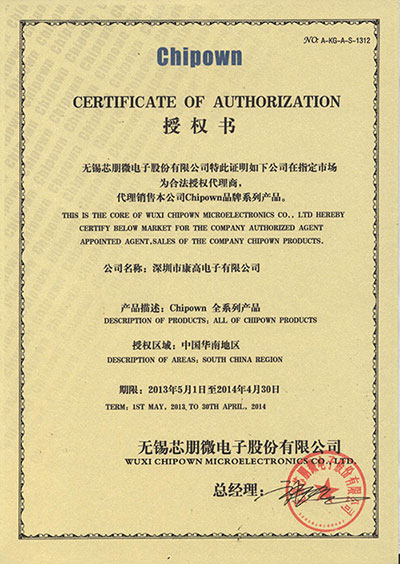 NO: A-KG-A-S-1312
Chipown
CERTIFICATE OF AUTHORIZATION
授权书
无锡芯朋微电子股份有限公司特此证明如下公司在指定市场
为合法授权代理商，
代理销售本公司Chipown品牌系列产品。
THIS IS THE CORE OF WUXI CHIPOWN MICROELECTRONICS CO., LTD HEREBY
CERTIFY BELOW MARKET FOR THE COMPANY AUTHORIZED AGENT
APPOINTED AGENT,SALES OF THE COMPANY CHIPOWN PRODUCTS.
公司名称：深圳市康高电子有限公司
产品描述：Chipown 全系列产品
DESCRIPTION OF PRODUCTS; ALL OF CHIPOWN PRODUCTS
授权区域：中国华南地区
DESCRIPTION OF AREAS: SOUTH CHINA REGION
期限：2013年5月1日至2014年4月30日
TERM: 1ST MAY, 2013 TO 30TH APRIL, 2014
无锡芯朋微电子股份有限公司
WUXI CHIPOWN MICROELECTRONICS CO. LTD.
总经理：